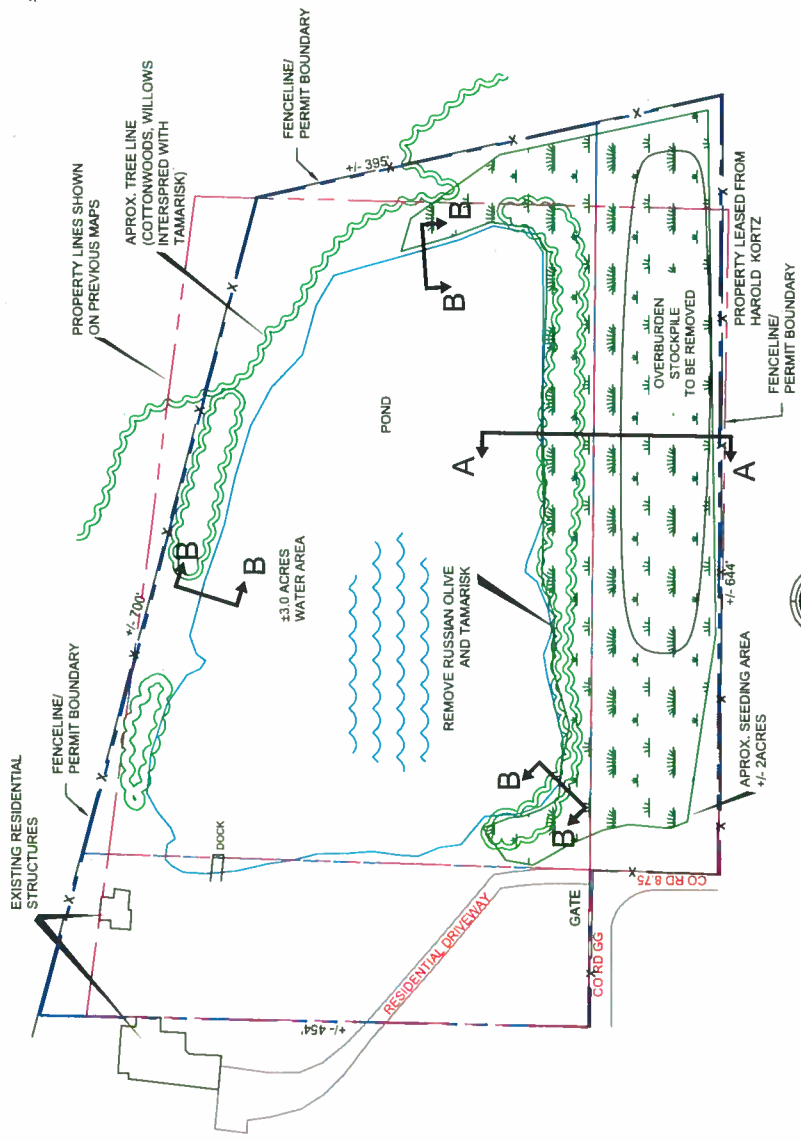 PROPERTY LINES SHOWN
ON PREVIOUS MAPS
APROX. TREE LINE
(COTTONWOODS, WILLOWS
INTERSPRED WITH
TAMARISK)
FENCELINE/
PERMIT BOUNDARY
+/- 395'
EXISTING RESIDENTIAL
STRUCTURES
FENCELINE/
PERMIT BOUNDARY
+/- 700'
B
B
B
B
±3.0 ACRES
WATER AREA
POND
DOCK
REMOVE RUSSIAN OLIVE
AND TAMARISK
A
A
B
B
OVERBURDEN
STOCKPILE
TO BE REMOVED
PROPERTY LEASED FROM
HAROLD KORTZ
FENCELINE/
PERMIT BOUNDARY
+/- 644'
APROX. SEEDING AREA
+/- 2ACRES
+/- 454'
RESIDENTIAL DRIVEWAY
GATE
CO RD GG
CO RD 8.75